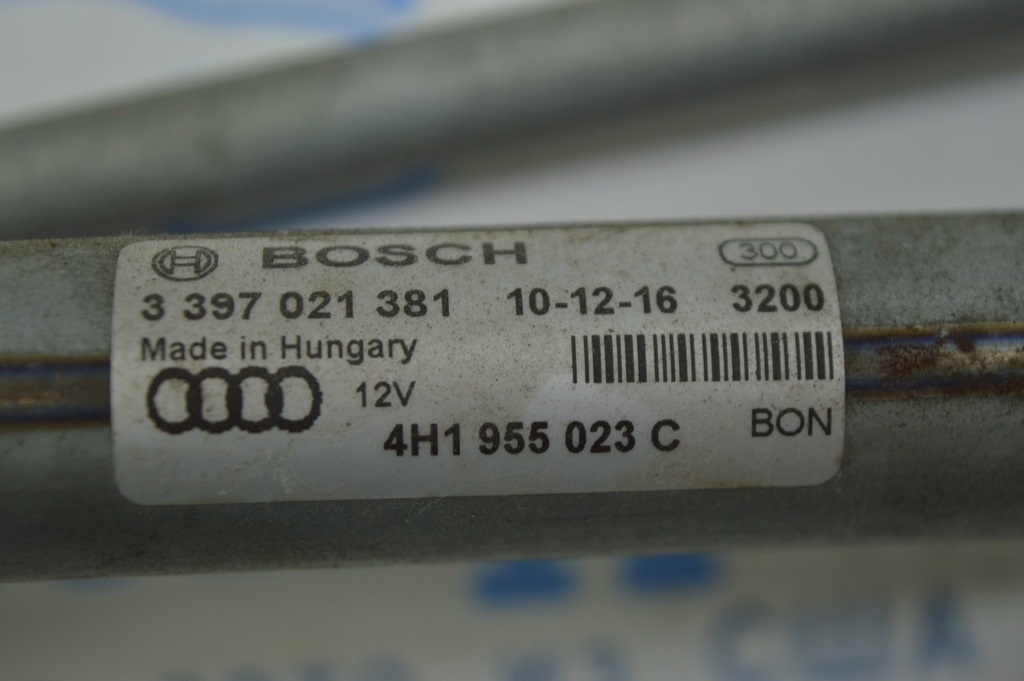 BOSCH 300
3 397 021 381 10-12-16 3200
Made in Hungary
12V
4H1 955 023 C BON